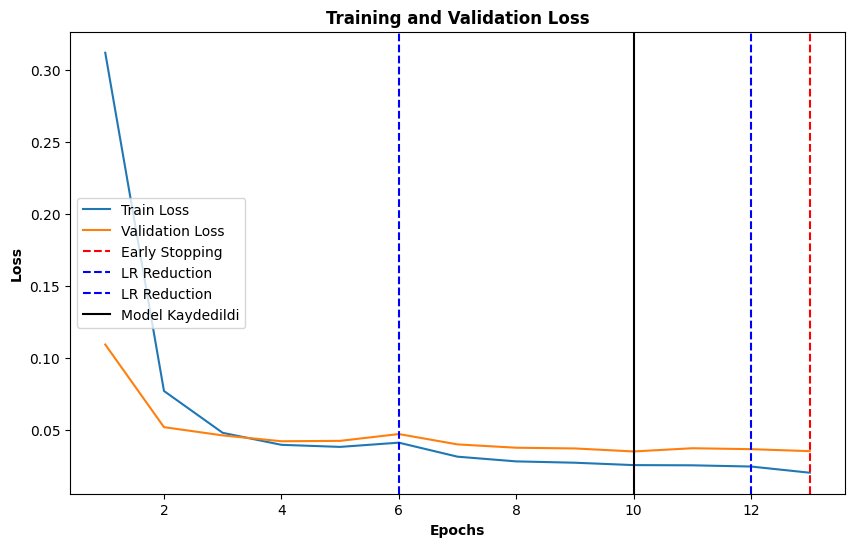 Training and Validation Loss
0.30
0.25
0.20
0.15
0.10
0.05
Loss
Train Loss
Validation Loss
Early Stopping
LR Reduction
LR Reduction
Model Kaydedildi
2
4
6
8
10
12
Epochs